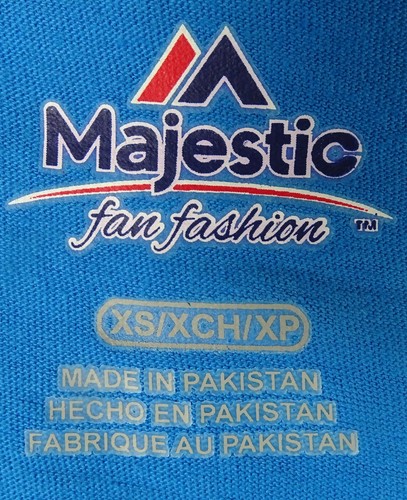 Majestic
fan fashion TM
XS/XCH/XP
MADE IN PAKISTAN
HECHO EN PAKISTAN
FABRIQUE AU PAKISTAN